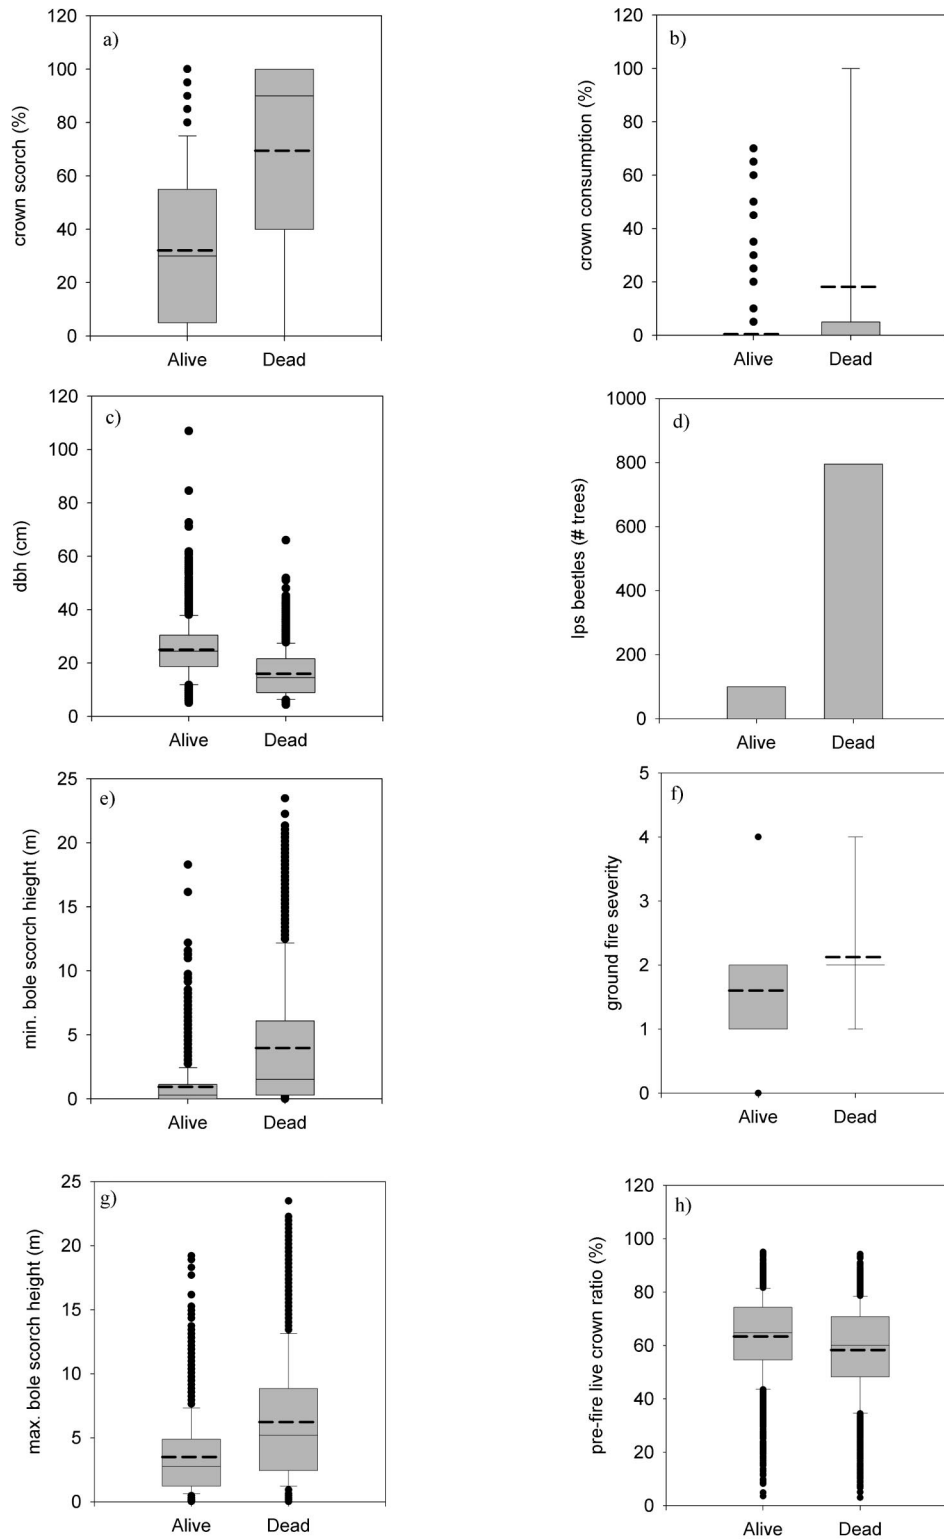 a)
crown scorch (%)
120
100
80
60
40
20
0
Alive Dead
b)
crown consumption (%)
120
100
80
60
40
20
0
Alive Dead
c)
dbh (cm)
120
100
80
60
40
20
0
Alive Dead
d)
Ips beetles (# trees)
1000
800
600
400
200
0
Alive Dead
e)
min. bole scorch hieght (m)
25
20
15
10
5
0
Alive Dead
f)
ground fire severity
5
4
3
2
1
0
Alive Dead
g)
max. bole scorch height (m)
25
20
15
10
5
0
Alive Dead
h)
pre-fire live crown ratio (%)
120
100
80
60
40
20
0
Alive Dead